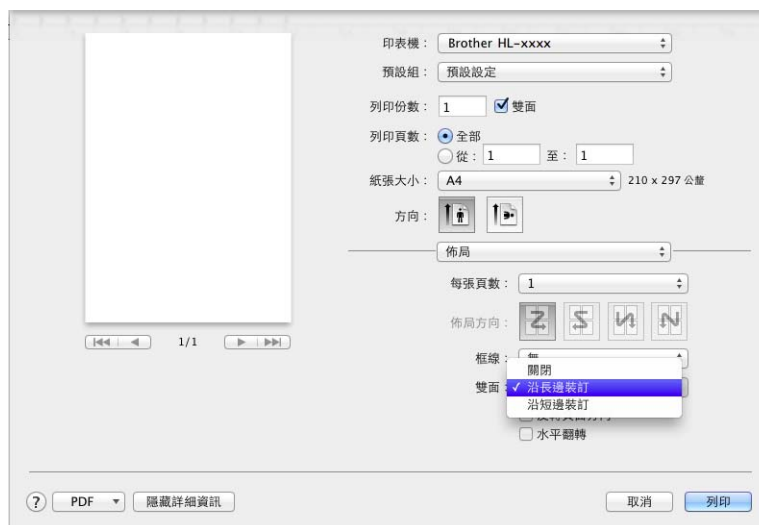 印表機： Brother HL-xxxx
預設組： 預設設定
列印份數： 1 雙面
列印頁數： 全部
從： 1 至： 1
紙張大小： A4 210 x 297 公釐
方向：
佈局
每張頁數： 1
佈局方向：
1/1
框線：
關閉
雙面： ✓ 沿長邊裝訂
沿短邊裝訂
水平翻轉
? PDF 隱藏詳細資訊 取消 列印